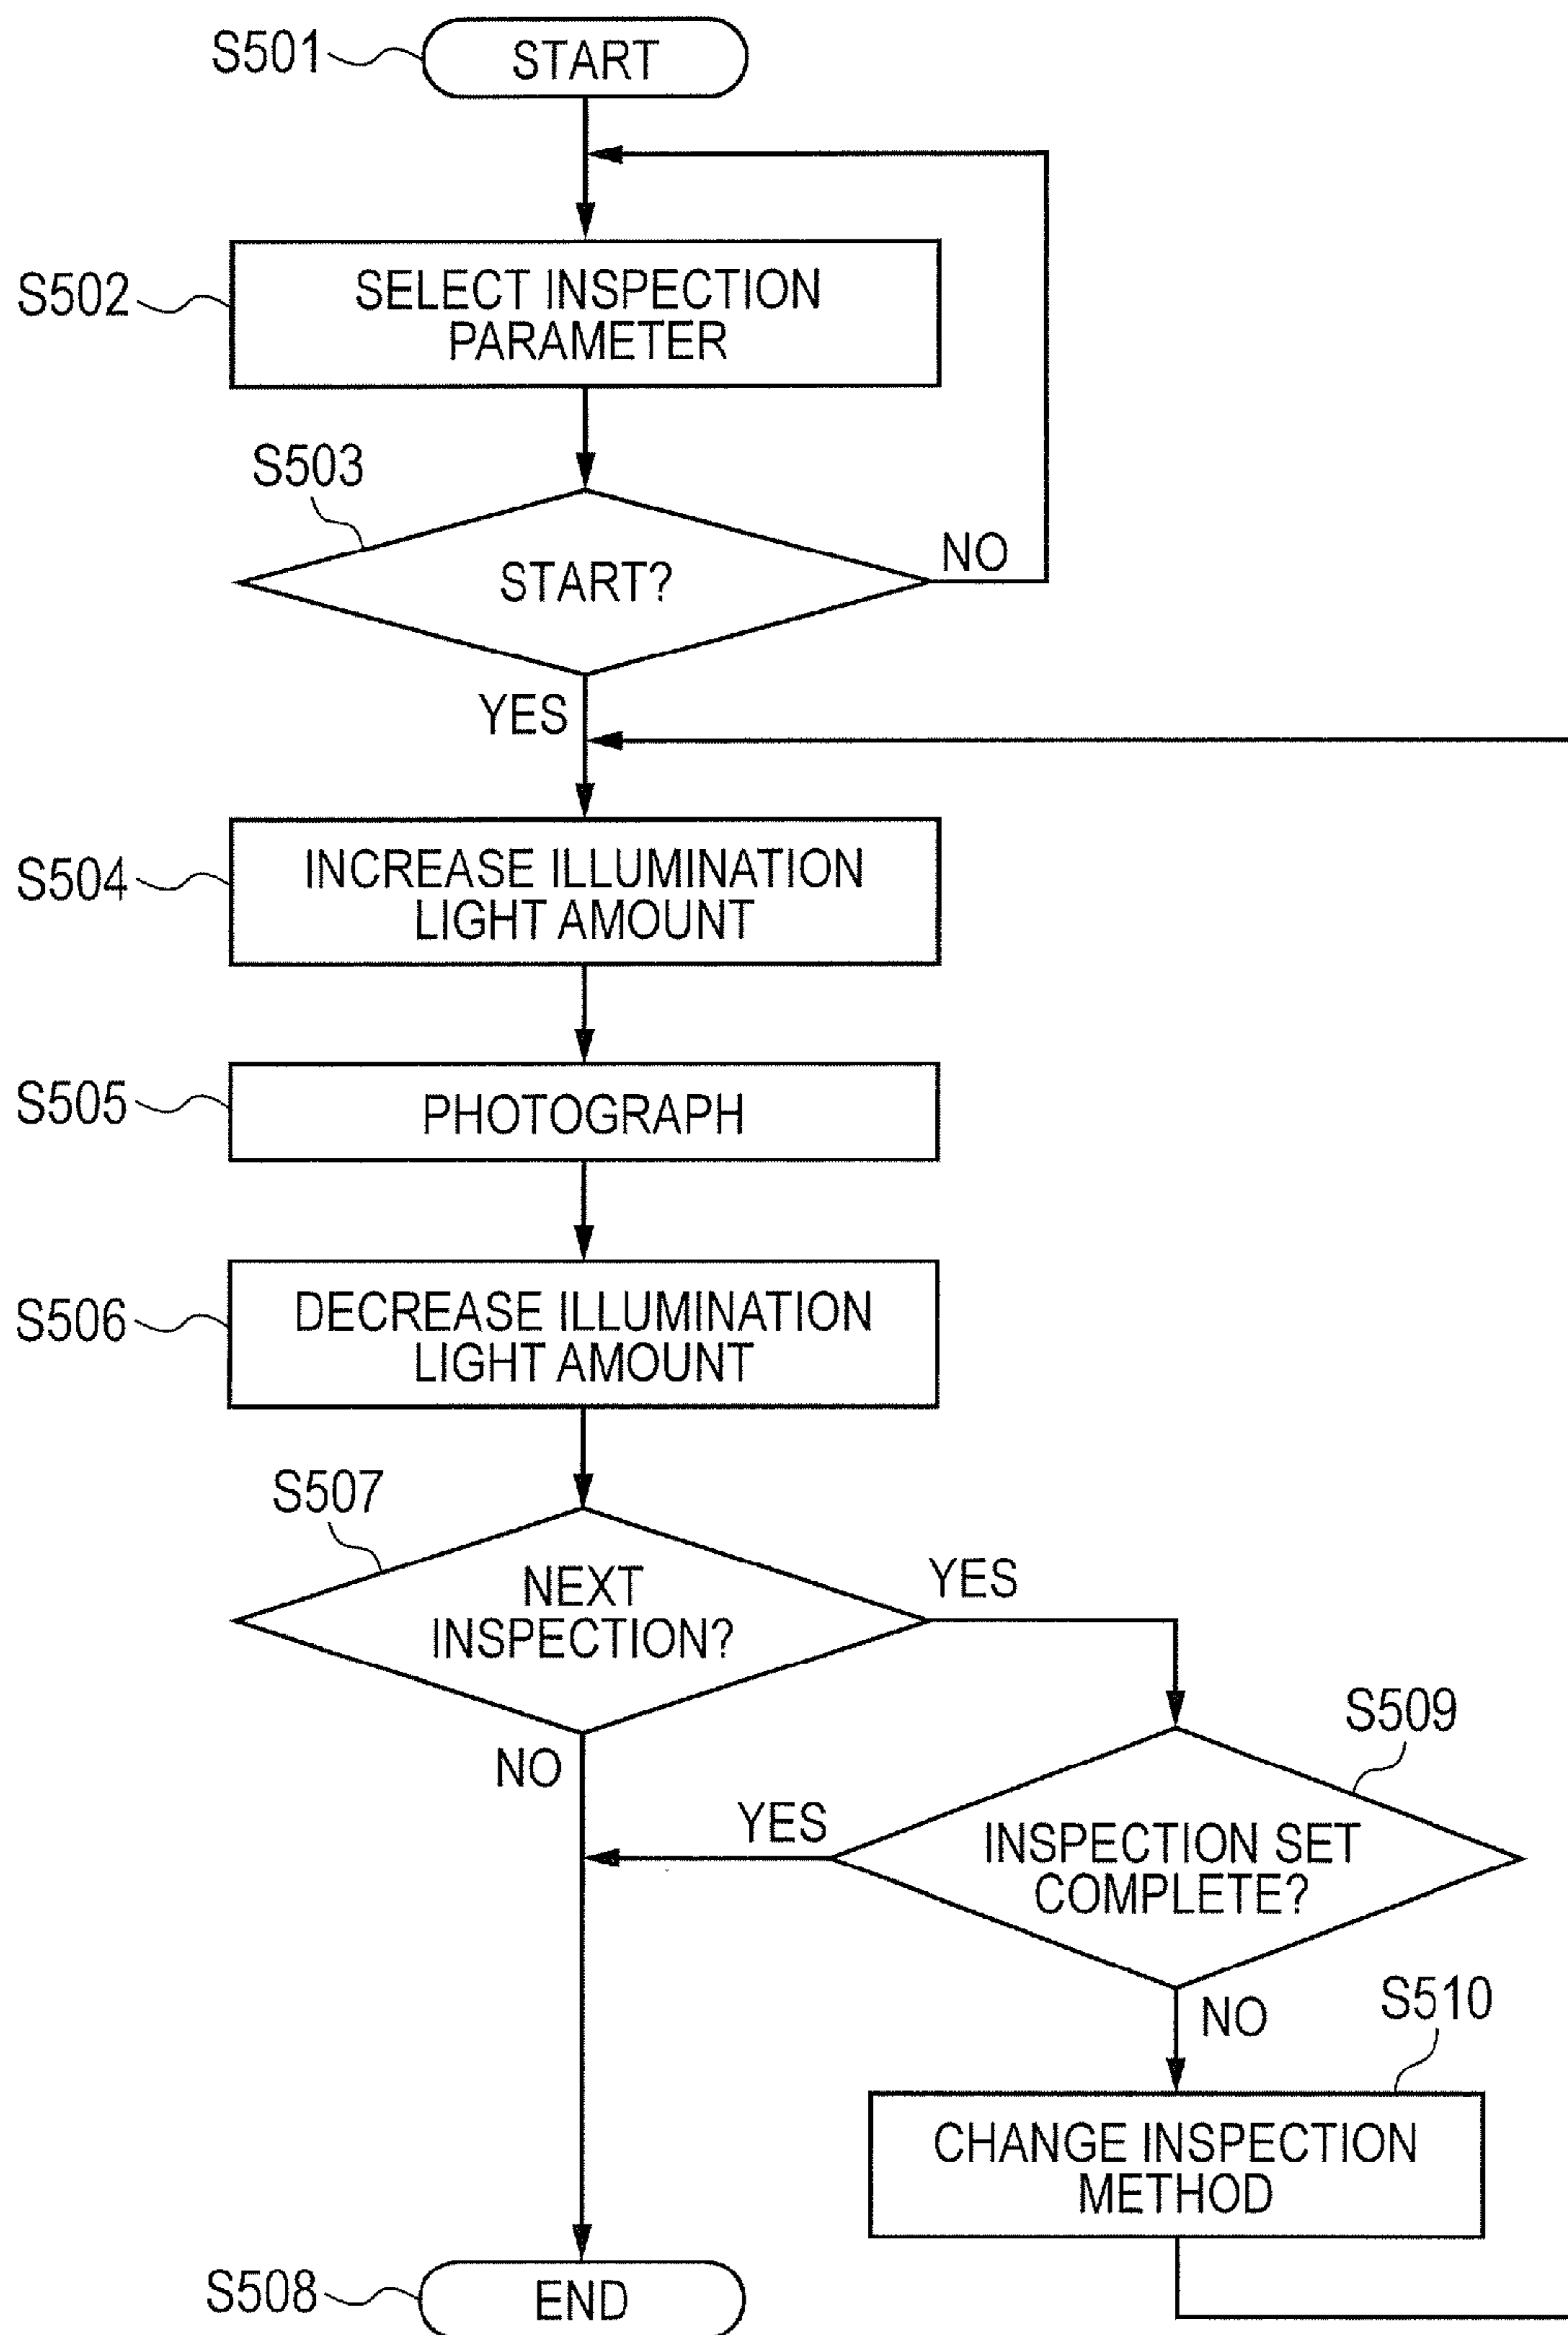 S501
START
S502
SELECT INSPECTION
PARAMETER
S503
START?
NO
YES
S504
INCREASE ILLUMINATION
LIGHT AMOUNT
S505
PHOTOGRAPH
S506
DECREASE ILLUMINATION
LIGHT AMOUNT
S507
NEXT
INSPECTION?
YES
NO
S509
INSPECTION SET
COMPLETE?
YES
NO
S510
CHANGE INSPECTION
METHOD
S508
END